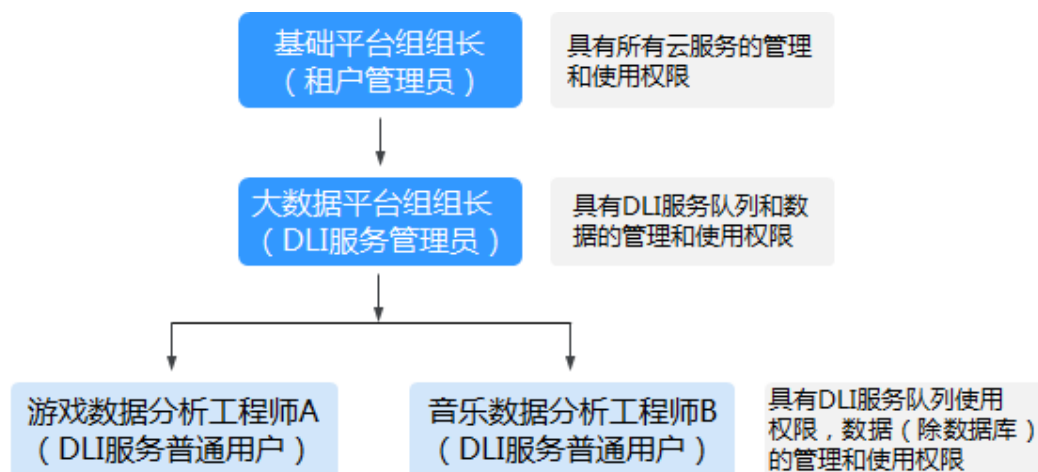 基础平台组组长
（租户管理员）
具有所有云服务的管理
和使用权限
大数据平台组组长
（DLI服务管理员）
具有DLI服务队列和数
据的管理和使用权限
游戏数据分析工程师A
（DLI服务普通用户）
音乐数据分析工程师B
（DLI服务普通用户）
具有DLI服务队列使用
权限，数据（除数据库）
的管理和使用权限